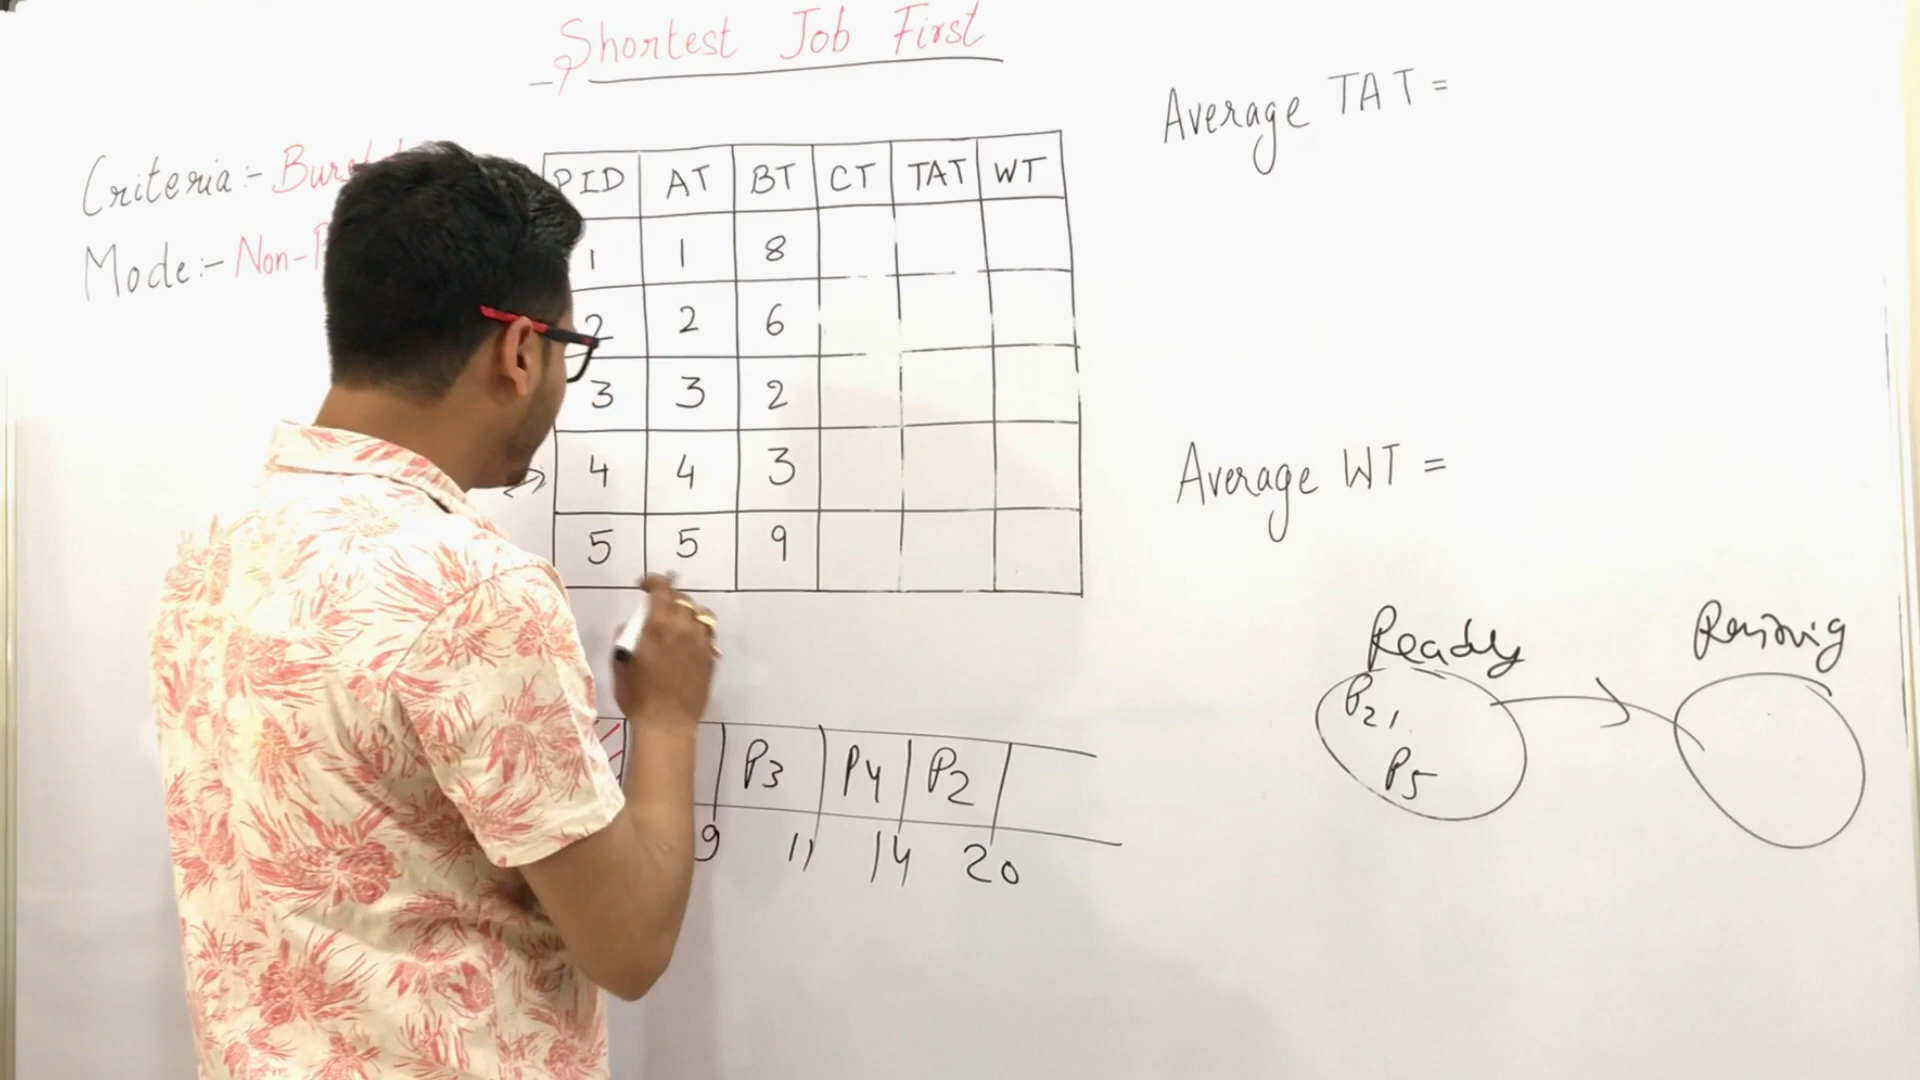 Shortest Job First
Criteria:-
Mode:- Non-
PID AT BT CT TAT WT
1 1 8
2 2 6
3 3 2
4 4 3
5 5 9
Average TAT =
Average WT =
Ready
P2,
P5
P3 P4 P2
9 11 14 20